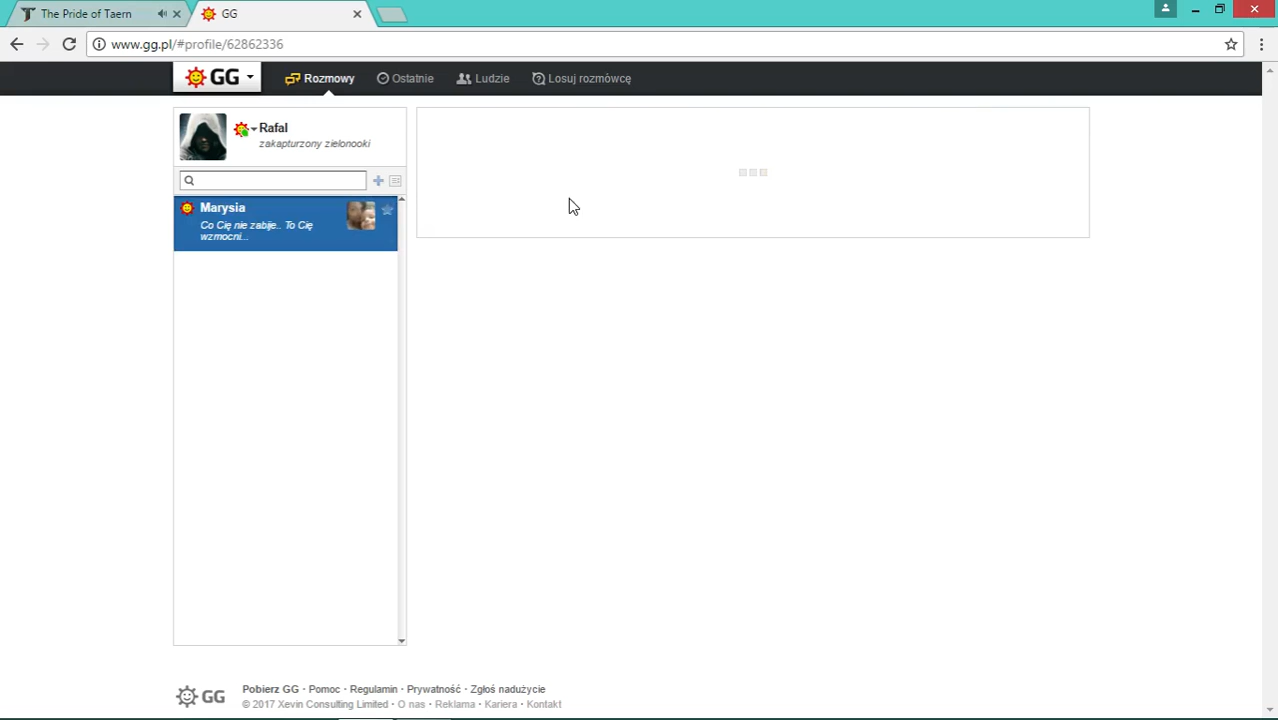 The Pride of Taern
GG
www.gg.pl/#profile/62862336
GG
Rozmowy
Ostatnie
Ludzie
Losuj rozmówcę
Rafal
zakapturzony zielonooki
Marysia
Co Cię nie zabije.. To Cię
wzmocni...
GG
Pobierz GG · Pomoc · Regulamin · Prywatność · Zgłoś nadużycie
© 2017 Xevin Consulting Limited · O nas · Reklama · Kariera · Kontakt